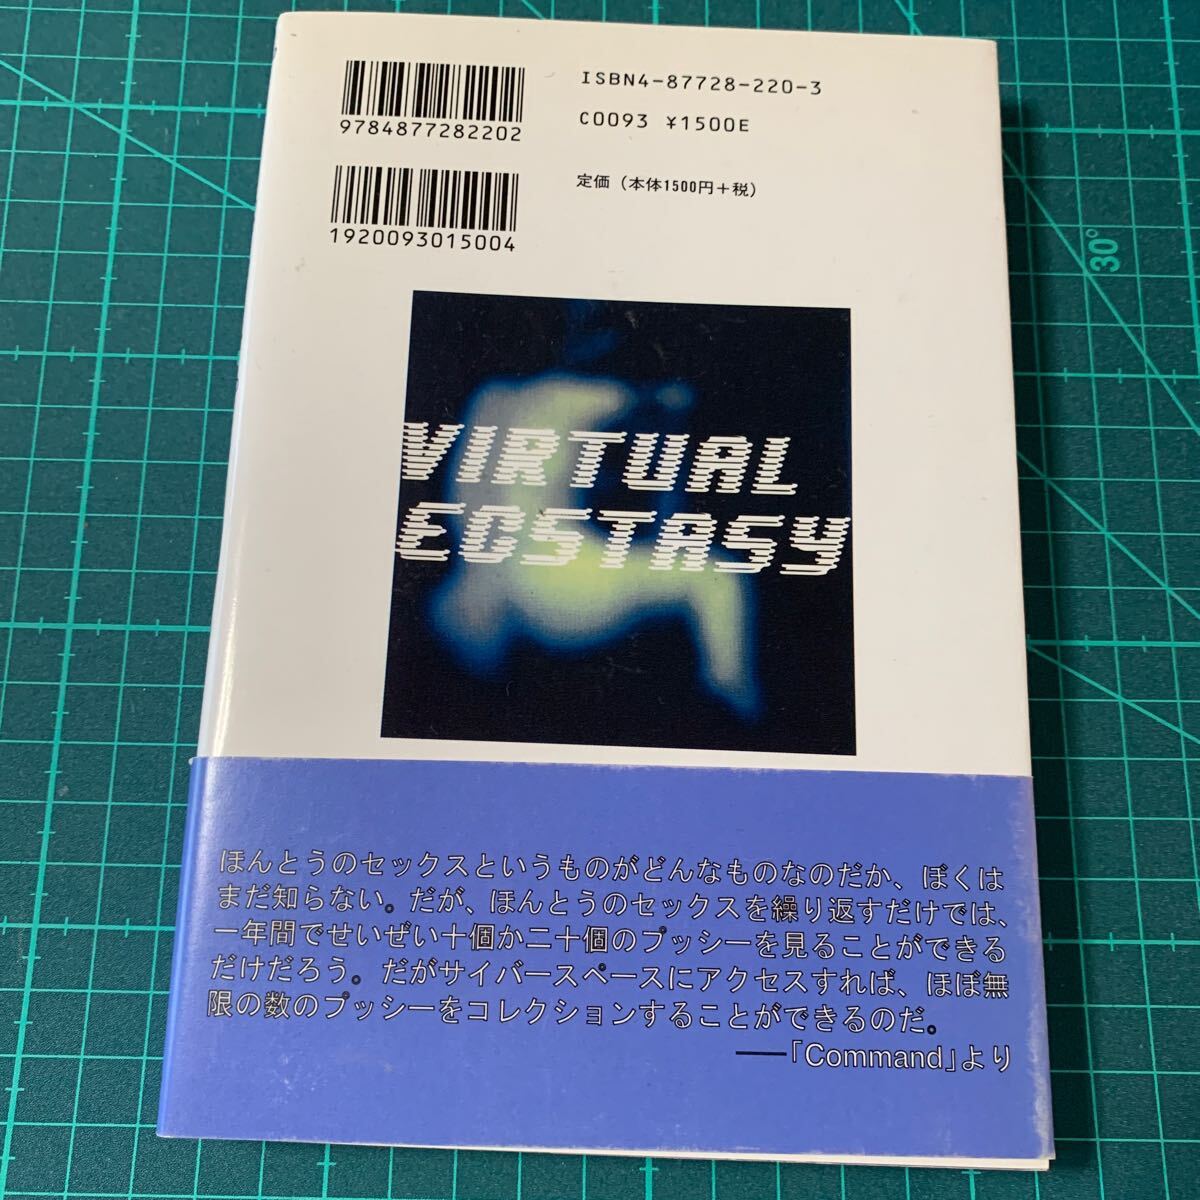 9784877282202
ISBN4-87728-220-3
C0093 ¥1500E
1920093015004
定価（本体1500円＋税）
VIRTUAL
ECSTASY
ほんとうのセックスというものがどんなものなのだか、ぼくは
まだ知らない。だが、ほんとうのセックスを繰り返すだけでは、
一年間でせいぜい十個か二十個のプッシーを見ることができる
だけだろう。だがサイバースペースにアクセスすれば、ほぼ無
限の数のプッシーをコレクションすることができるのだ。
――「Command」より
30°